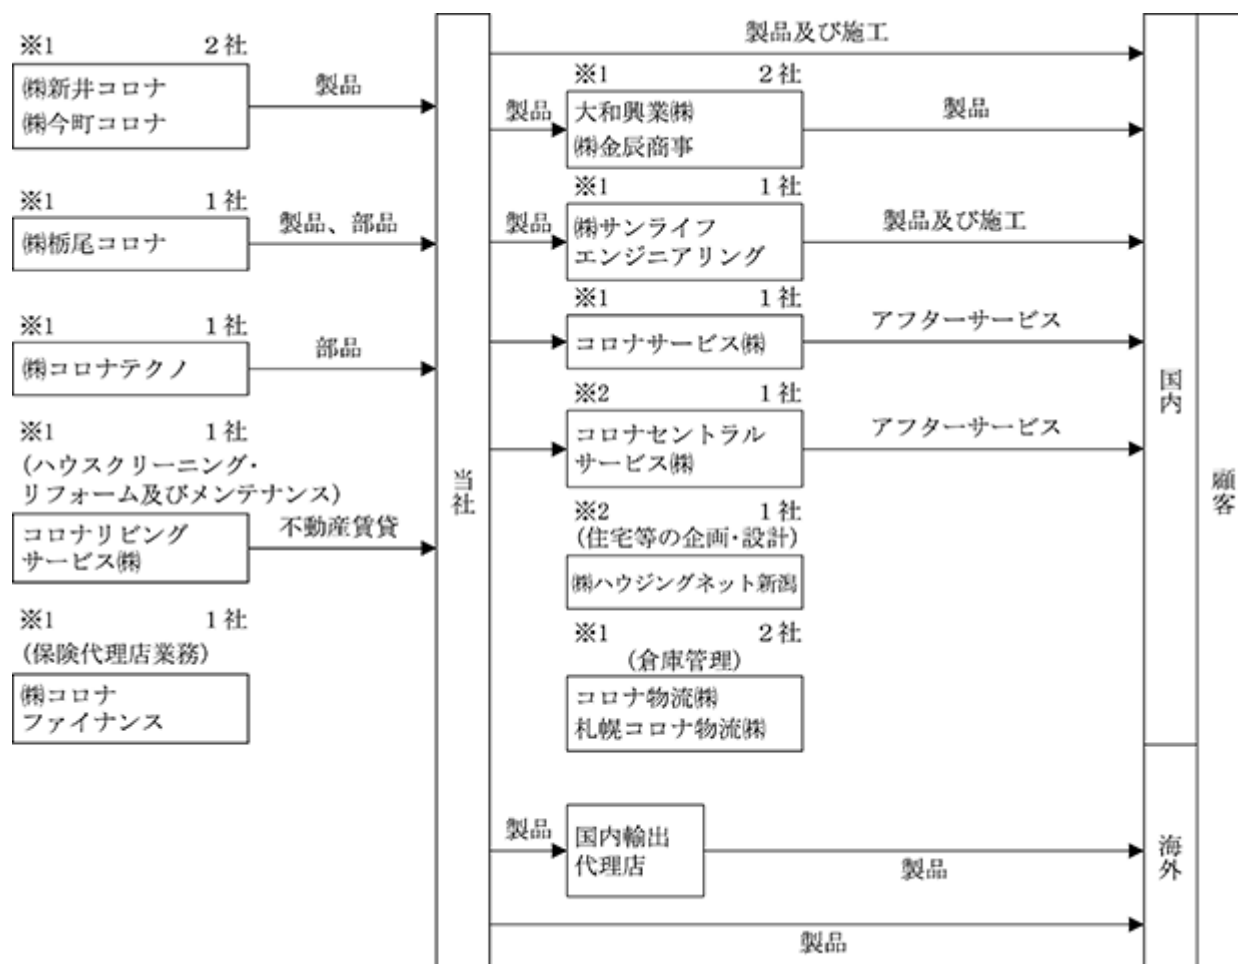 ※1 2社
㈱新井コロナ
㈱今町コロナ
製品
※1 1社
㈱栃尾コロナ
製品、部品
※1 1社
㈱コロナテクノ
部品
※1 1社
(ハウスクリーニング・
リフォーム及びメンテナンス)
コロナリビング
サービス㈱
不動産賃貸
※1 1社
(保険代理店業務)
㈱コロナ
ファイナンス
当社
製品及び施工
※1 2社
製品
大和興業㈱
㈱金辰商事
製品
※1 1社
製品
㈱サンライフ
エンジニアリング
製品及び施工
※1 1社
コロナサービス㈱
アフターサービス
※2 1社
コロナセントラル
サービス㈱
アフターサービス
※2 1社
(住宅等の企画・設計)
㈱ハウジングネット新潟
※1 2社
(倉庫管理)
コロナ物流㈱
札幌コロナ物流㈱
製品
国内輸出
代理店
製品
製品
国内
海外
顧客